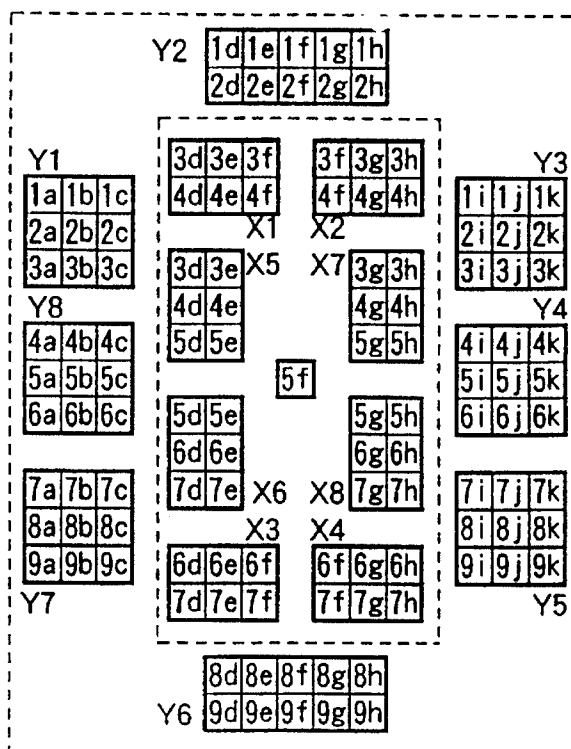 Y2
1d 1e 1f 1g 1h
2d 2e 2f 2g 2h
Y1
1a 1b 1c
2a 2b 2c
3a 3b 3c
Y8
4a 4b 4c
5a 5b 5c
6a 6b 6c
7a 7b 7c
8a 8b 8c
9a 9b 9c
Y7
3d 3e 3f
4d 4e 4f
X1
3f 3g 3h
4f 4g 4h
X2
X5
3d 3e
4d 4e
5d 5e
X7
3g 3h
4g 4h
5g 5h
5f
5d 5e
6d 6e
7d 7e
X6
5g 5h
6g 6h
7g 7h
X8
X3
6d 6e 6f
7d 7e 7f
X4
6f 6g 6h
7f 7g 7h
Y3
1i 1j 1k
2i 2j 2k
3i 3j 3k
Y4
4i 4j 4k
5i 5j 5k
6i 6j 6k
7i 7j 7k
8i 8j 8k
9i 9j 9k
Y5
8d 8e 8f 8g 8h
9d 9e 9f 9g 9h
Y6